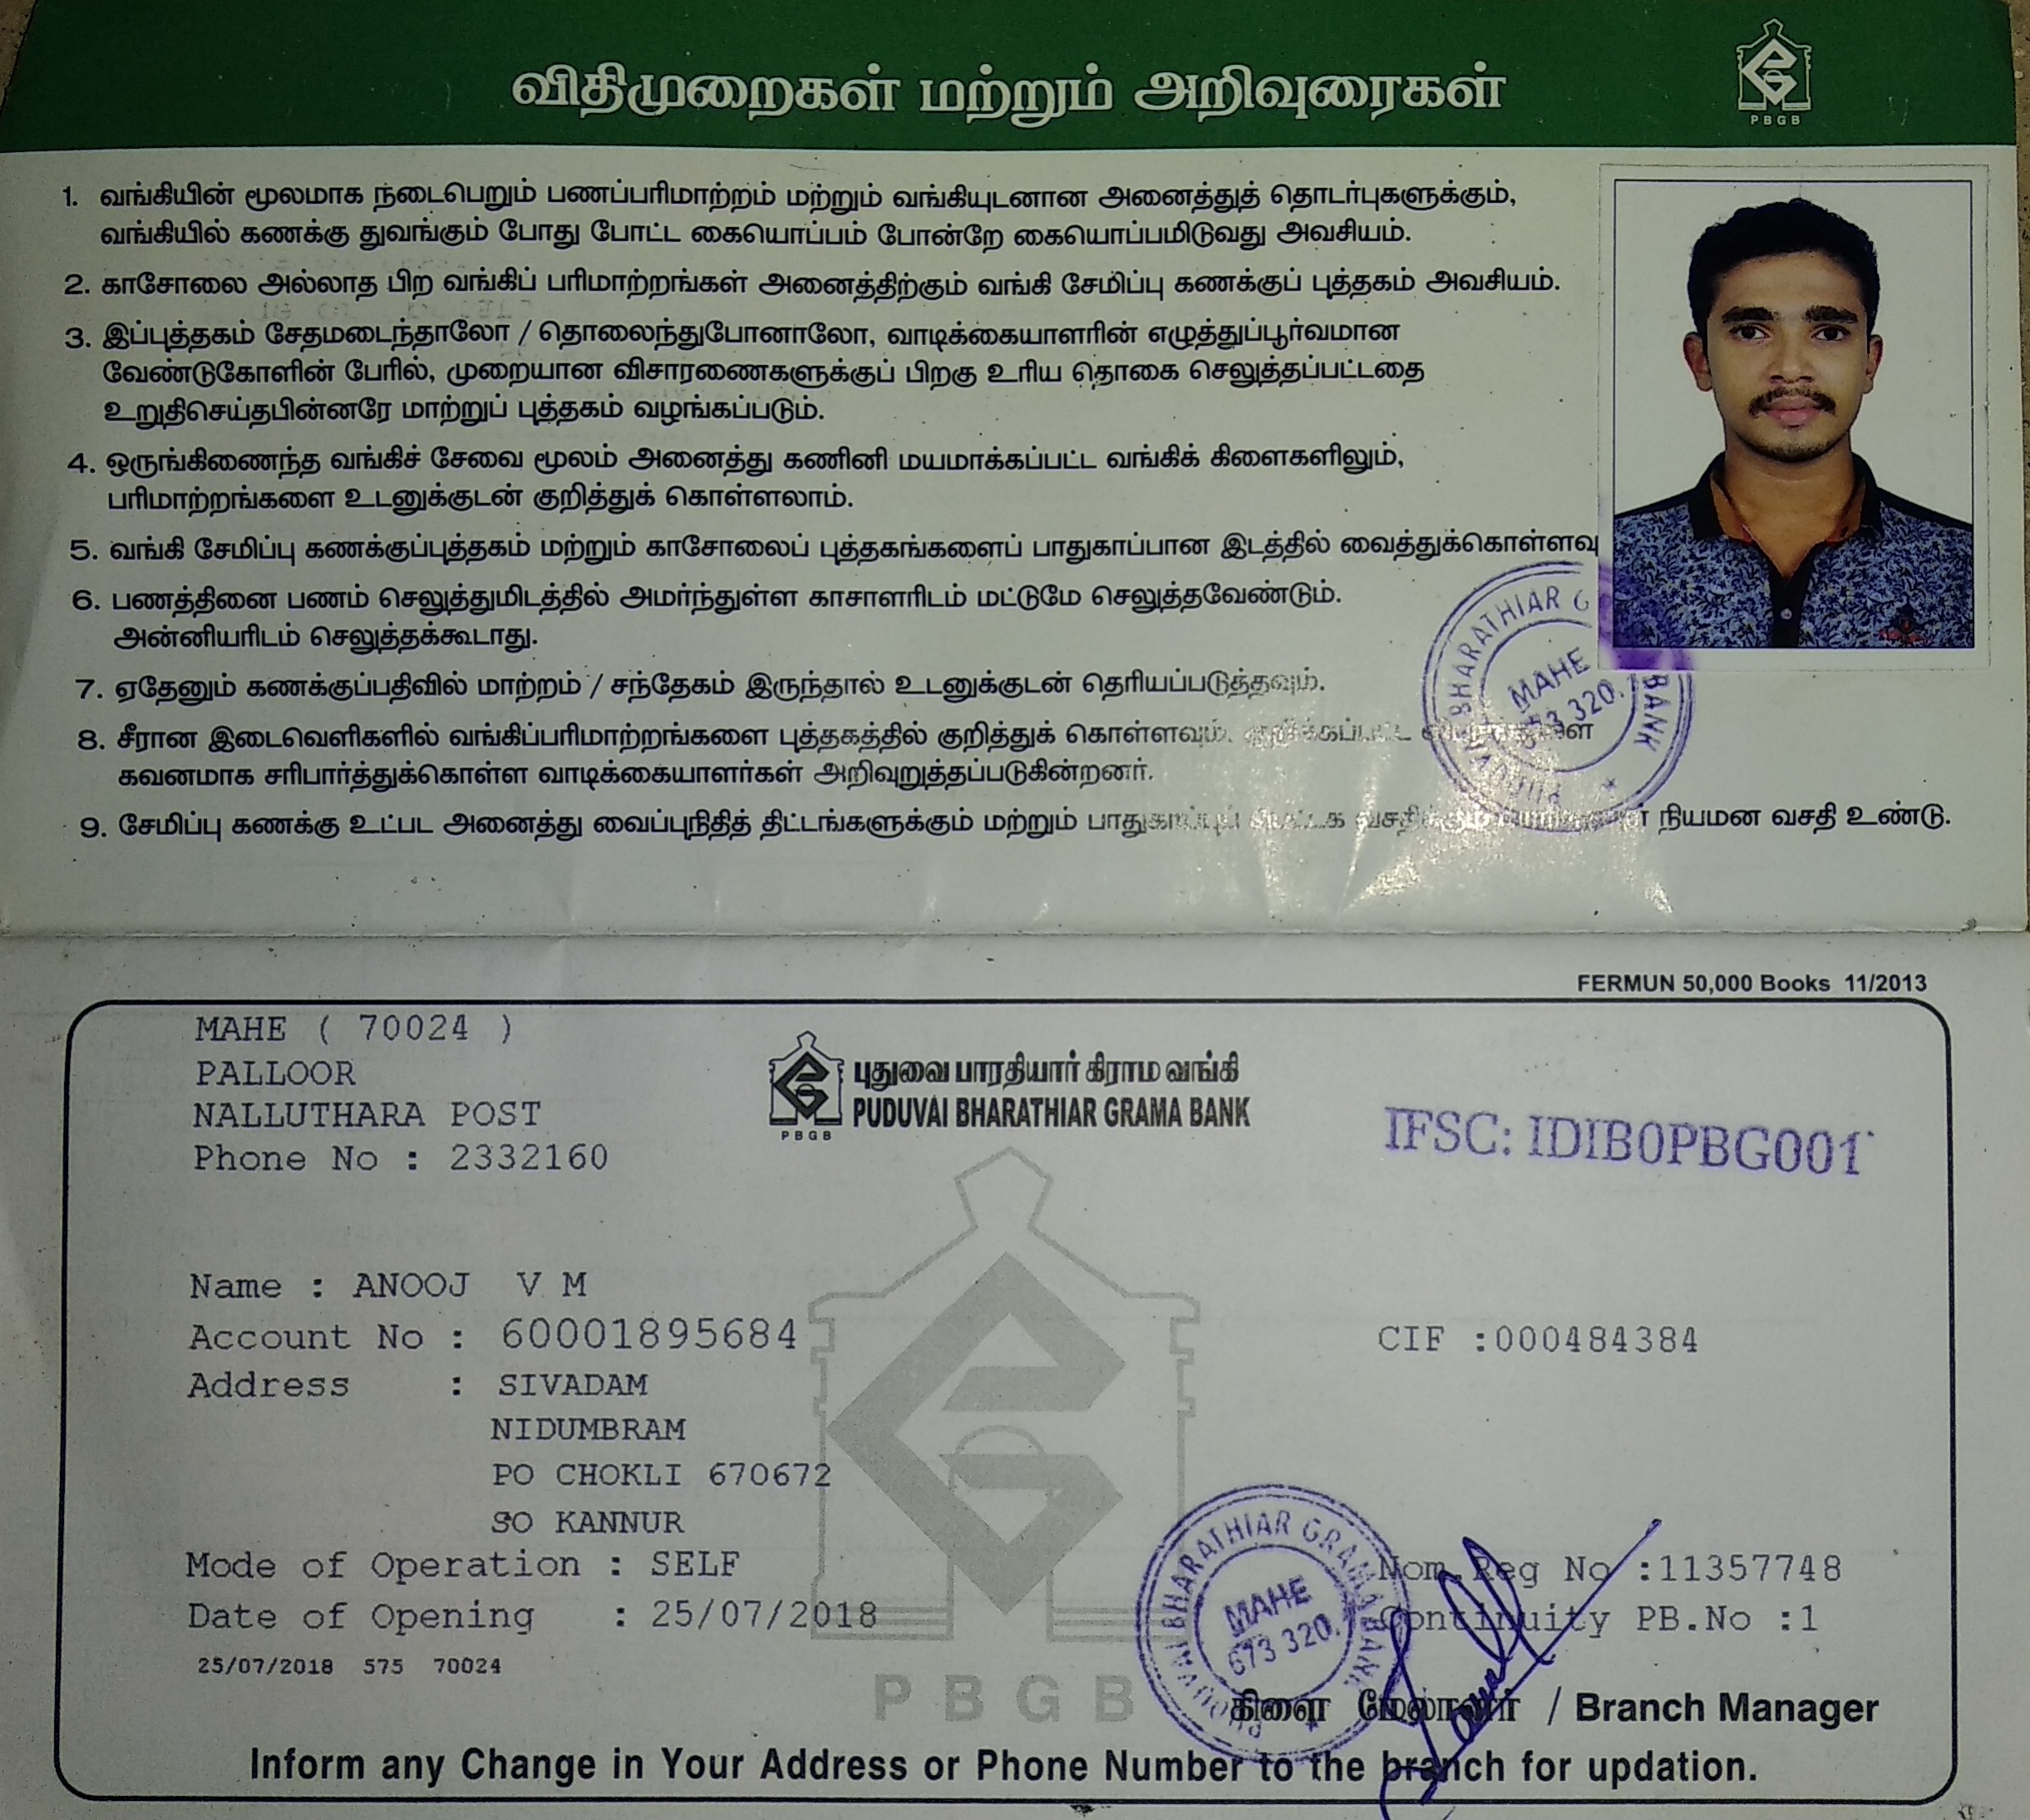 விதிமுறைகள் மற்றும் அறிவுரைகள்
PBGB
1. வங்கியின் மூலமாக நடைபெறும் பணப்பரிமாற்றம் மற்றும் வங்கியுடனான அனைத்துத் தொடர்புகளுக்கும்,
வங்கியில் கணக்கு துவங்கும் போது போட்ட கையொப்பம் போன்றே கையொப்பமிடுவது அவசியம்.
2. காசோலை அல்லாத பிற வங்கிப் பரிமாற்றங்கள் அனைத்திற்கும் வங்கி சேமிப்பு கணக்குப் புத்தகம் அவசியம்.
3. இப்புத்தகம் சேதமடைந்தாலோ / தொலைந்துபோனாலோ, வாடிக்கையாளரின் எழுத்துப்பூர்வமான
வேண்டுகோளின் பேரில், முறையான விசாரணைகளுக்குப் பிறகு உரிய தொகை செலுத்தப்பட்டதை
உறுதிசெய்தபின்னரே மாற்றுப் புத்தகம் வழங்கப்படும்.
4. ஒருங்கிணைந்த வங்கிச் சேவை மூலம் அனைத்து கணினி மயமாக்கப்பட்ட வங்கிக் கிளைகளிலும்,
பரிமாற்றங்களை உடனுக்குடன் குறித்துக் கொள்ளலாம்.
5. வங்கி சேமிப்பு கணக்குப்புத்தகம் மற்றும் காசோலைப் புத்தகங்களைப் பாதுகாப்பான இடத்தில் வைத்துக்கொள்ளவு
6. பணத்தினை பணம் செலுத்துமிடத்தில் அமர்ந்துள்ள காசாளரிடம் மட்டுமே செலுத்தவேண்டும்.
அன்னியரிடம் செலுத்தக்கூடாது.
7. ஏதேனும் கணக்குப்பதிவில் மாற்றம் / சந்தேகம் இருந்தால் உடனுக்குடன் தெரியப்படுத்தவும்.
8. சீரான இடைவெளிகளில் வங்கிப்பரிமாற்றங்களை புத்தகத்தில் குறித்துக் கொள்ளவும்.
கவனமாக சரிபார்த்துக்கொள்ள வாடிக்கையாளர்கள் அறிவுறுத்தப்படுகின்றனர்.
9. சேமிப்பு கணக்கு உட்பட அனைத்து வைப்புநிதித் திட்டங்களுக்கும் மற்றும் நியமன வசதி உண்டு.
BHARATHIAR G BANK
MAHE
673 320.
FERMUN 50,000 Books 11/2013
MAHE ( 70024 )
PALLOOR
NALLUTHARA POST
Phone No : 2332160
புதுவை பாரதியார் கிராம வங்கி
PUDUVAI BHARATHIAR GRAMA BANK
PBGB
IFSC: IDIB0PBG001
Name : ANOOJ V M
Account No : 60001895684
CIF :000484384
Address : SIVADAM
NIDUMBRAM
PO CHOKLI 670672
SO KANNUR
Mode of Operation : SELF
Nom.Reg No :11357748
Date of Opening : 25/07/2018
Continuity PB.No :1
25/07/2018 575 70024
PBGB
PUDUVAI BHARATHIAR GRAMA BANK
MAHE
673 320.
கிளை மேலாளர் / Branch Manager
Inform any Change in Your Address or Phone Number to the branch for updation.